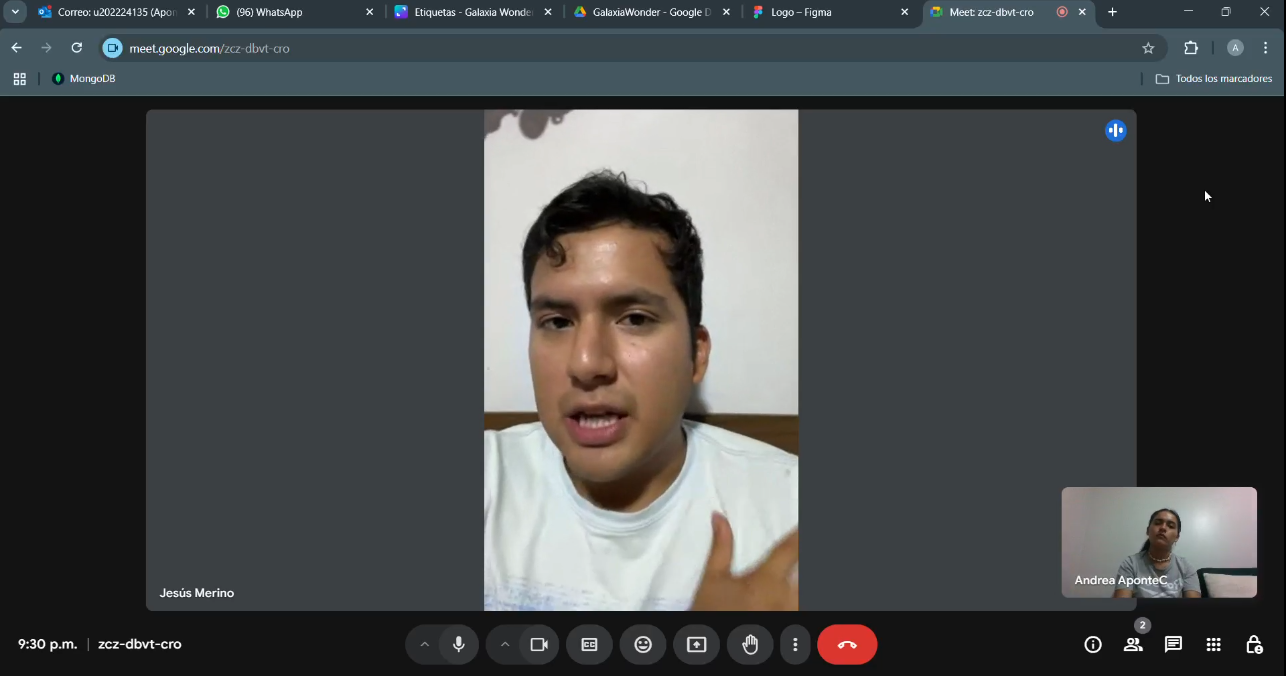 Correo: u202224135 (Apon
(96) WhatsApp
Etiquetas - Galaxia Wonde
GalaxiaWonder - Google D
Logo – Figma
Meet: zcz-dbvt-cro
meet.google.com/zcz-dbvt-cro
A
MongoDB
Todos los marcadores
Jesús Merino
Andrea AponteC
9:30 p.m. | zcz-dbvt-cro
2